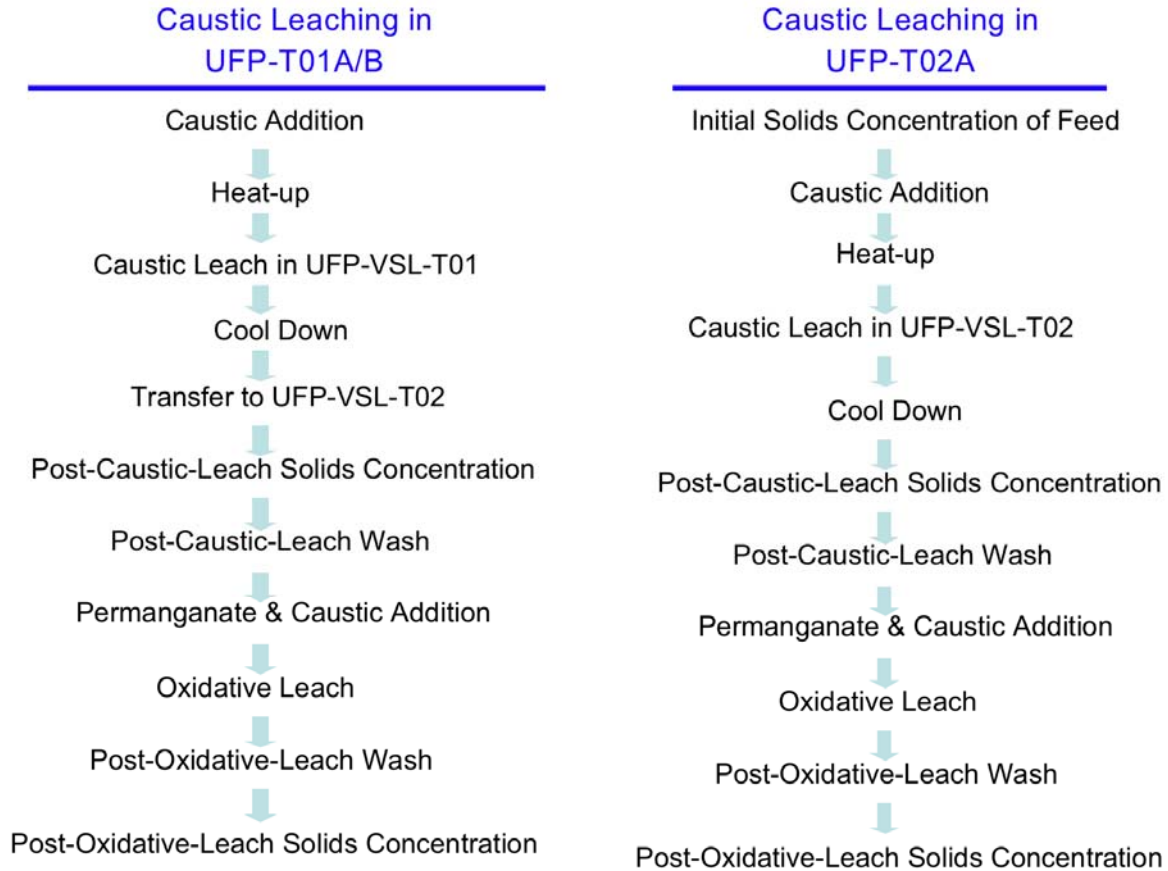 Caustic Leaching in
UFP-T01A/B
Caustic Addition
Heat-up
Caustic Leach in UFP-VSL-T01
Cool Down
Transfer to UFP-VSL-T02
Post-Caustic-Leach Solids Concentration
Post-Caustic-Leach Wash
Permanganate & Caustic Addition
Oxidative Leach
Post-Oxidative-Leach Wash
Post-Oxidative-Leach Solids Concentration
Caustic Leaching in
UFP-T02A
Initial Solids Concentration of Feed
Caustic Addition
Heat-up
Caustic Leach in UFP-VSL-T02
Cool Down
Post-Caustic-Leach Solids Concentration
Post-Caustic-Leach Wash
Permanganate & Caustic Addition
Oxidative Leach
Post-Oxidative-Leach Wash
Post-Oxidative-Leach Solids Concentration